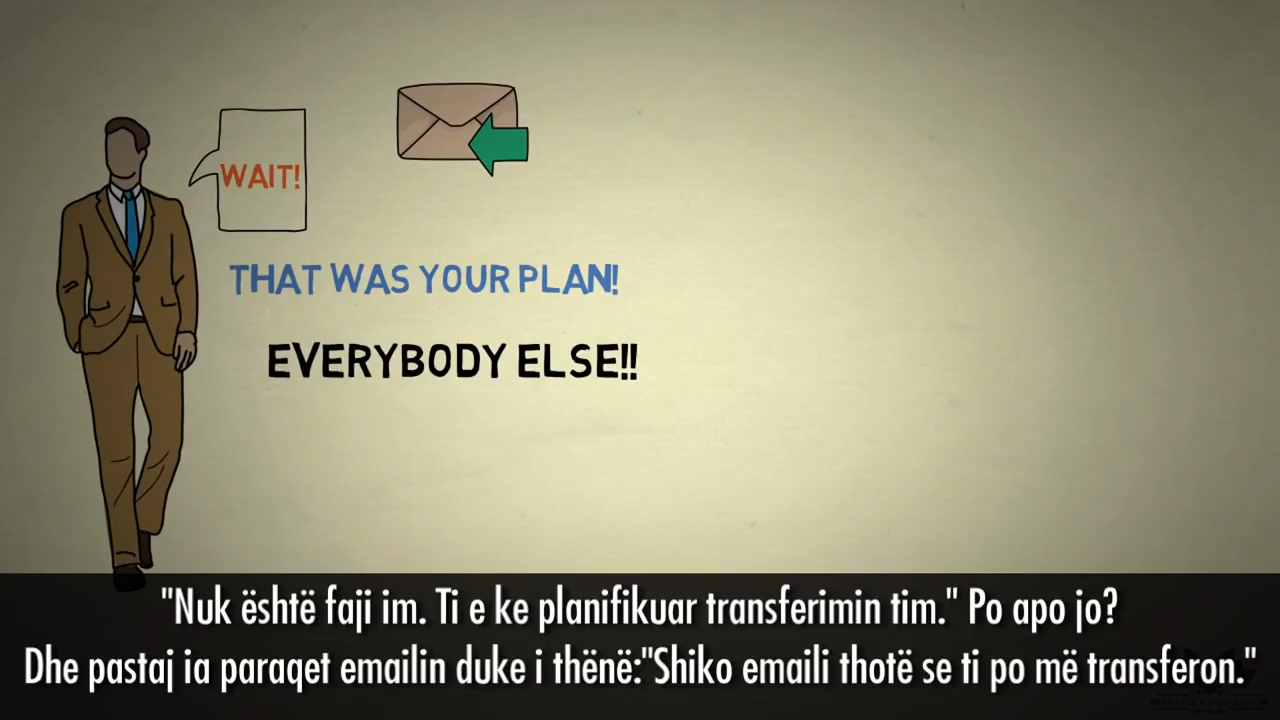 WAIT!
THAT WAS YOUR PLAN!
EVERYBODY ELSE!!
"Nuk është faji im. Ti e ke planifikuar transferimin tim." Po apo jo?
Dhe pastaj ia paraqet emailin duke i thënë:"Shiko emaili thotë se ti po më transferon."